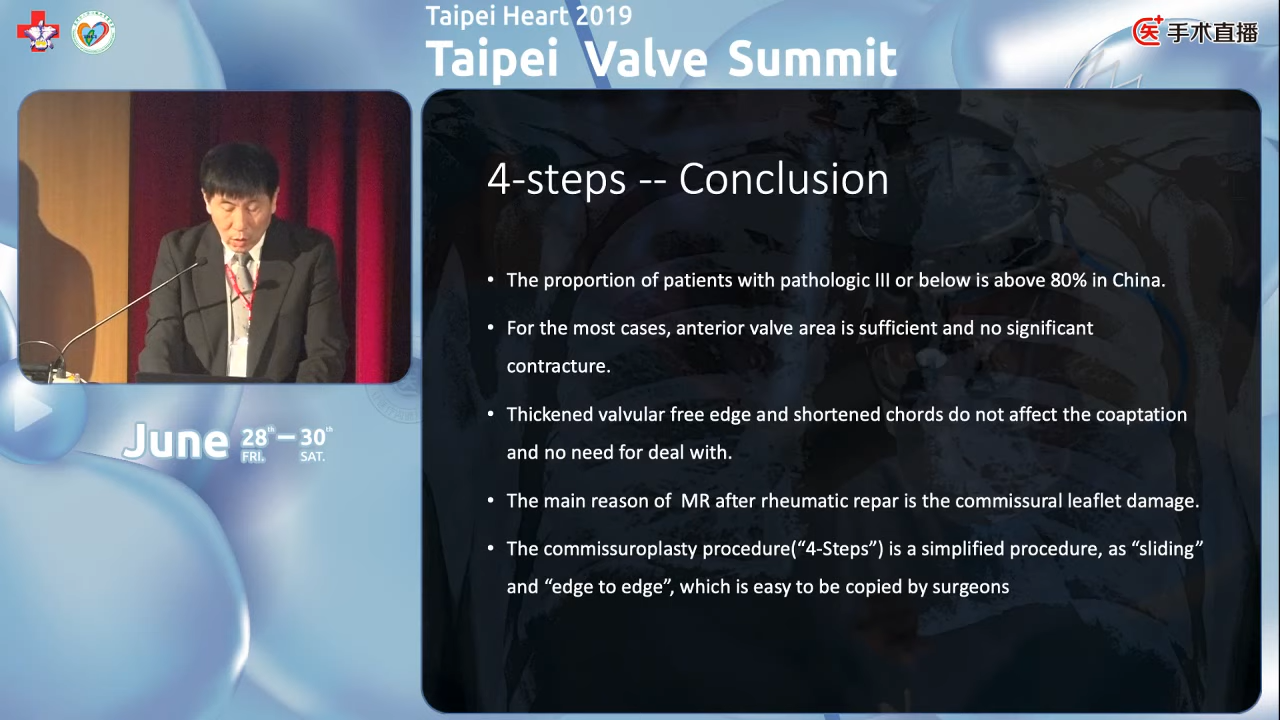 Taipei Heart 2019
Taipei Valve Summit
医 手术直播
June 28th — 30th
FRI. SAT.
4-steps -- Conclusion
• The proportion of patients with pathologic III or below is above 80% in China.
• For the most cases, anterior valve area is sufficient and no significant
contracture.
• Thickened valvular free edge and shortened chords do not affect the coaptation
and no need for deal with.
• The main reason of MR after rheumatic repar is the commissural leaflet damage.
• The commissuroplasty procedure(“4-Steps”) is a simplified procedure, as “sliding”
and “edge to edge”, which is easy to be copied by surgeons